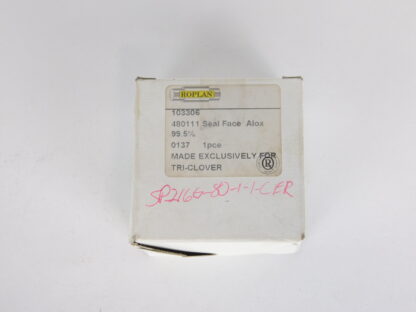 ROPLAN
103306
480111 Seal Face Alox
99.5%
0137 1pce
MADE EXCLUSIVELY FOR
TRI-CLOVER
R
SP216G-80-1-1-CER